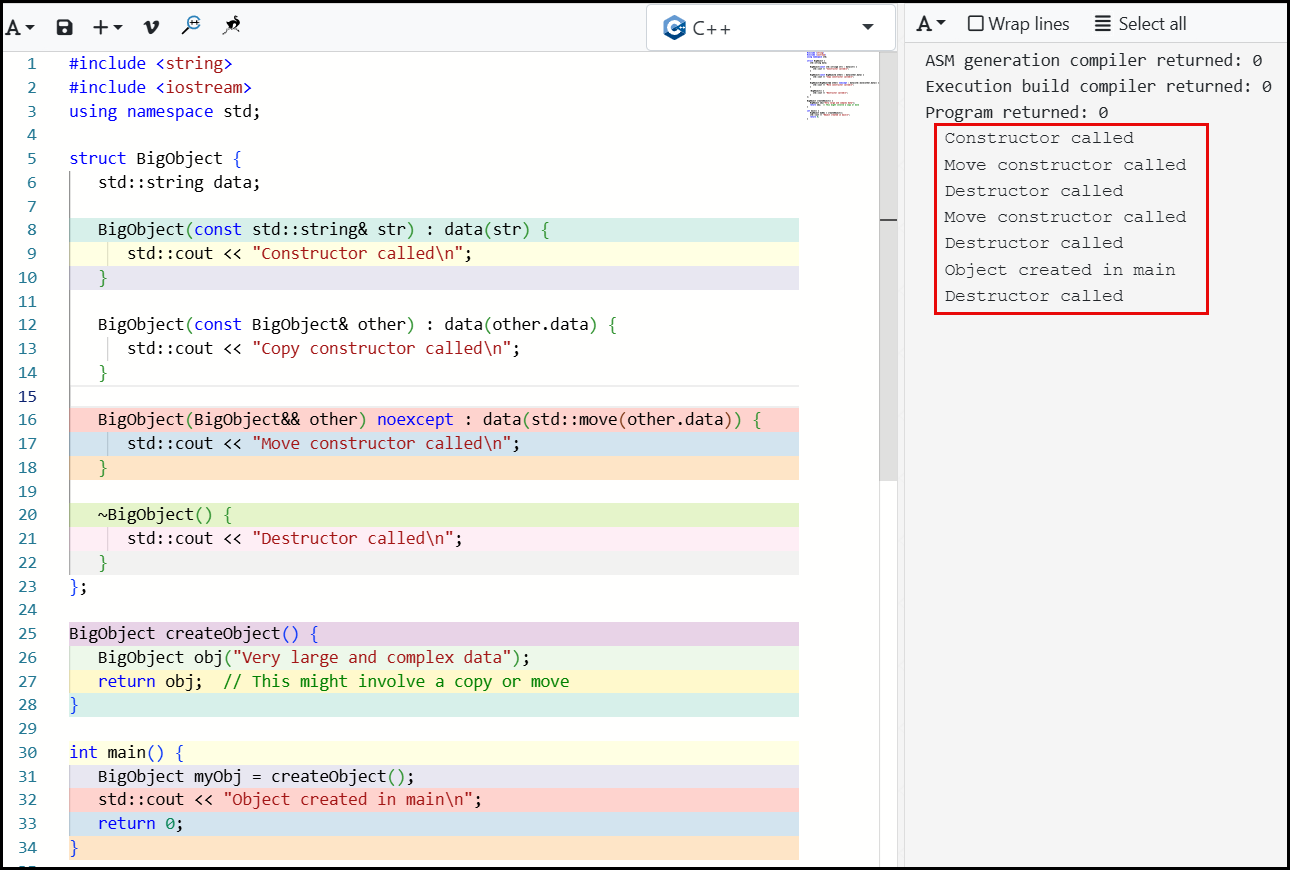 A
C++
1 #include <string>
2 #include <iostream>
3 using namespace std;
4
5 struct BigObject {
6 std::string data;
7
8 BigObject(const std::string& str) : data(str) {
9 std::cout << "Constructor called\n";
10 }
11
12 BigObject(const BigObject& other) : data(other.data) {
13 std::cout << "Copy constructor called\n";
14 }
15
16 BigObject(BigObject&& other) noexcept : data(std::move(other.data)) {
17 std::cout << "Move constructor called\n";
18 }
19
20 ~BigObject() {
21 std::cout << "Destructor called\n";
22 }
23 };
24
25 BigObject createObject() {
26 BigObject obj("Very large and complex data");
27 return obj;  // This might involve a copy or move
28 }
29
30 int main() {
31 BigObject myObj = createObject();
32 std::cout << "Object created in main\n";
33 return 0;
34 }
A Wrap lines Select all
ASM generation compiler returned: 0
Execution build compiler returned: 0
Program returned: 0
Constructor called
Move constructor called
Destructor called
Move constructor called
Destructor called
Object created in main
Destructor called